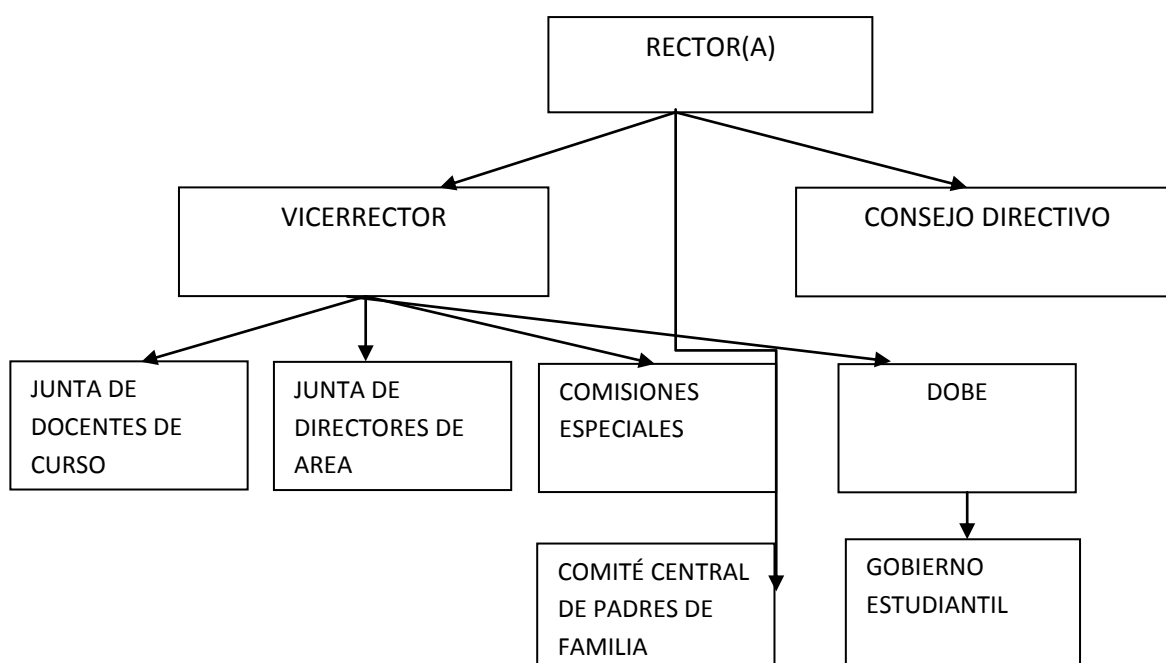 RECTOR(A)
VICERRECTOR
CONSEJO DIRECTIVO
JUNTA DE
DOCENTES DE
CURSO
JUNTA DE
DIRECTORES DE
AREA
COMISIONES
ESPECIALES
DOBE
COMITÉ CENTRAL
DE PADRES DE
FAMILIA
GOBIERNO
ESTUDIANTIL